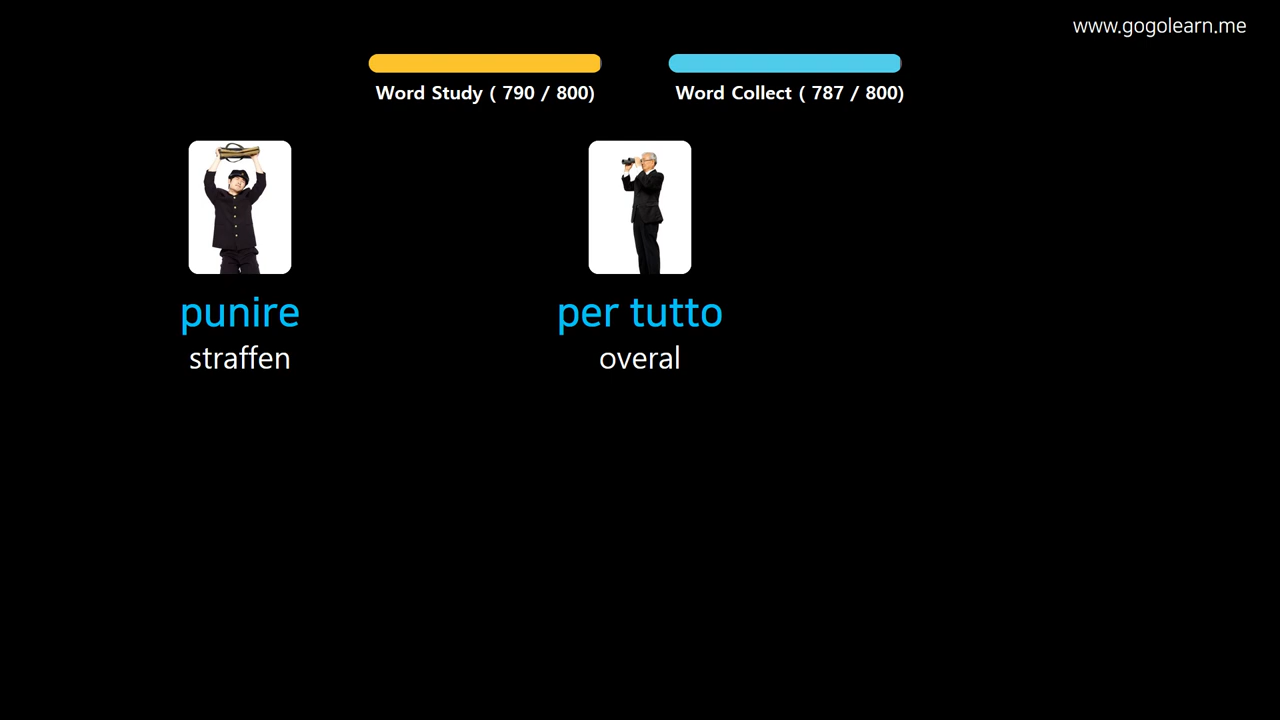 www.gogolearn.me
Word Study ( 790 / 800)
Word Collect ( 787 / 800)
punire
straffen
per tutto
overal